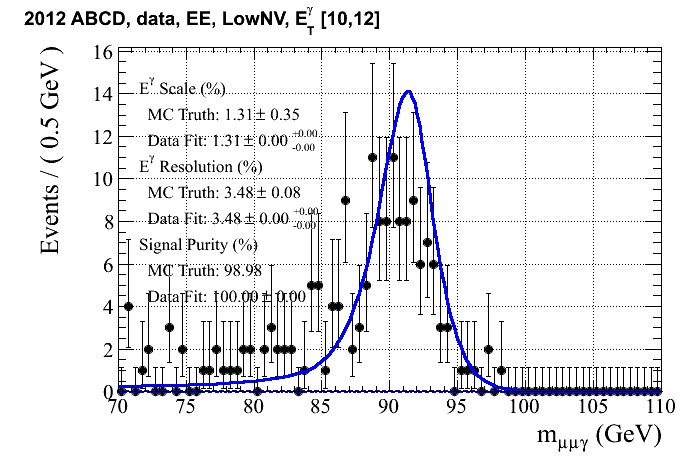 2012 ABCD, data, EE, LowNV, E_T^γ [10,12]
Events / ( 0.5 GeV )
16
14
12
10
8
6
4
2
0
E^γ Scale (%)
MC Truth: 1.31 ± 0.35
Data Fit: 1.31 ± 0.00 +0.00 -0.00
E^γ Resolution (%)
MC Truth: 3.48 ± 0.08
Data Fit: 3.48 ± 0.00 +0.00 -0.00
Signal Purity (%)
MC Truth: 98.98
Data Fit: 100.00 ± 0.00
70 75 80 85 90 95 100 105 110
m_μμγ (GeV)